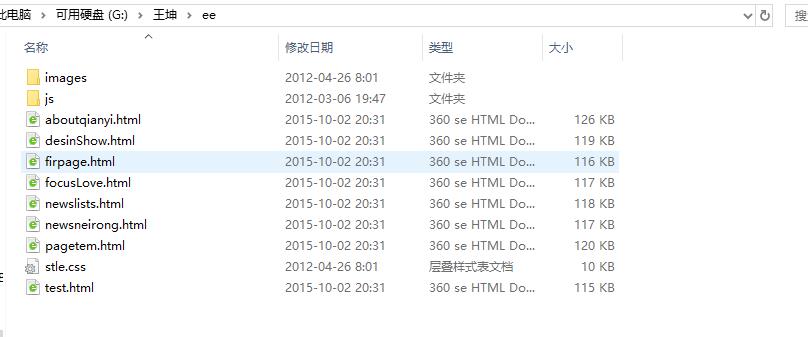 此电脑 > 可用硬盘 (G:) > 王坤 > ee
名称 修改日期 类型 大小
images 2012-04-26 8:01 文件夹
js 2012-03-06 19:47 文件夹
aboutqianyi.html 2015-10-02 20:31 360 se HTML Do... 126 KB
desinShow.html 2015-10-02 20:31 360 se HTML Do... 119 KB
firpage.html 2015-10-02 20:31 360 se HTML Do... 116 KB
focusLove.html 2015-10-02 20:31 360 se HTML Do... 117 KB
newslists.html 2015-10-02 20:31 360 se HTML Do... 118 KB
newsneirong.html 2015-10-02 20:31 360 se HTML Do... 117 KB
pagetem.html 2015-10-02 20:31 360 se HTML Do... 120 KB
stle.css 2012-04-26 8:01 层叠样式表文档 10 KB
test.html 2015-10-02 20:31 360 se HTML Do... 115 KB